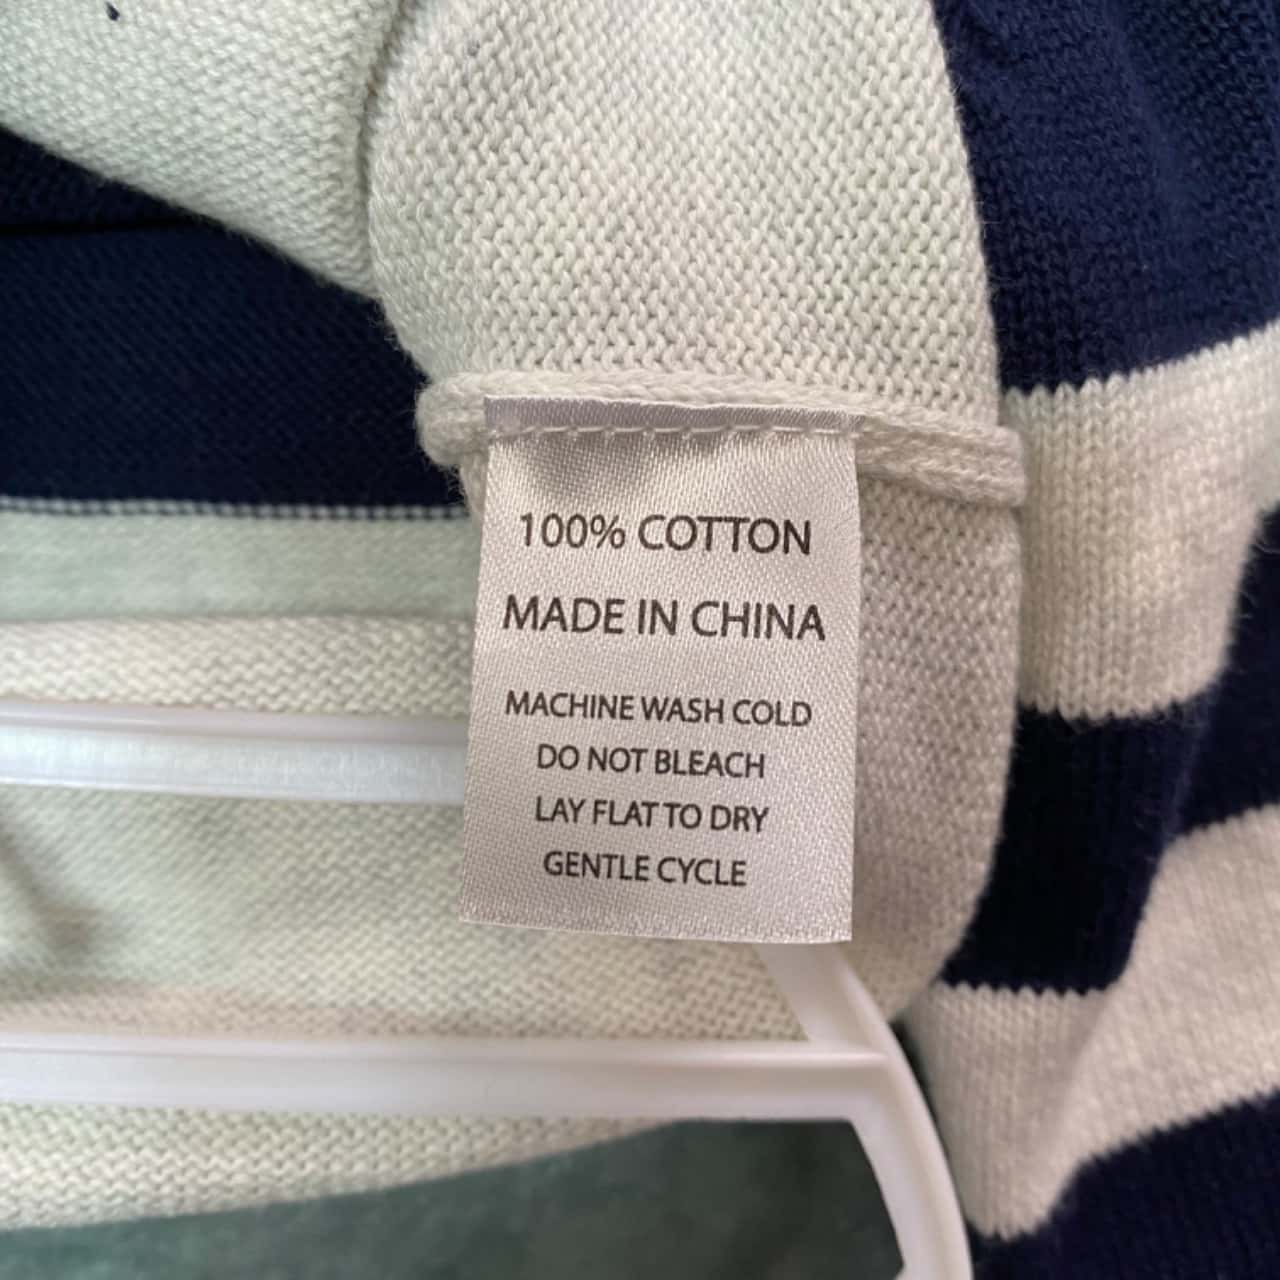 100% COTTON
MADE IN CHINA
MACHINE WASH COLD
DO NOT BLEACH
LAY FLAT TO DRY
GENTLE CYCLE